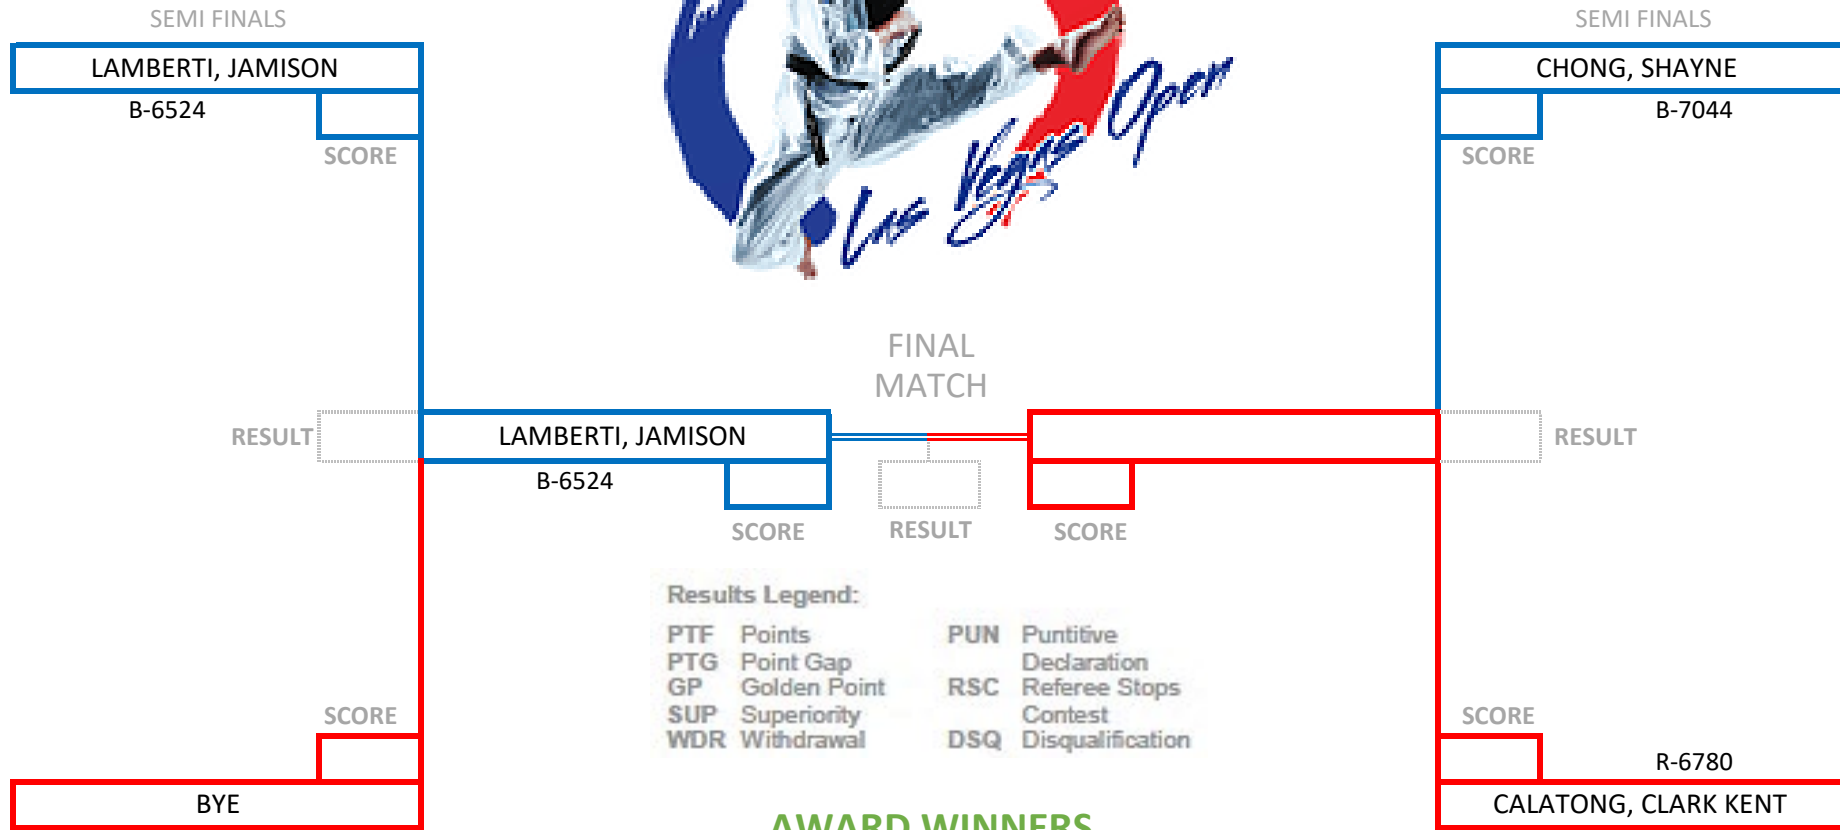 SEMI FINALS
SEMI FINALS
LAMBERTI, JAMISON
CHONG, SHAYNE
B-6524
B-7044
SCORE
SCORE
Las Vegas Open
FINAL
MATCH
RESULT
LAMBERTI, JAMISON
RESULT
B-6524
SCORE
RESULT
SCORE
Results Legend:
PTF Points
PTG Point Gap
GP Golden Point
SUP Superiority
WDR Withdrawal
PUN Puntitive
Declaration
RSC Referee Stops
Contest
DSQ Disqualification
SCORE
SCORE
R-6780
BYE
CALATONG, CLARK KENT
AWARD WINNERS